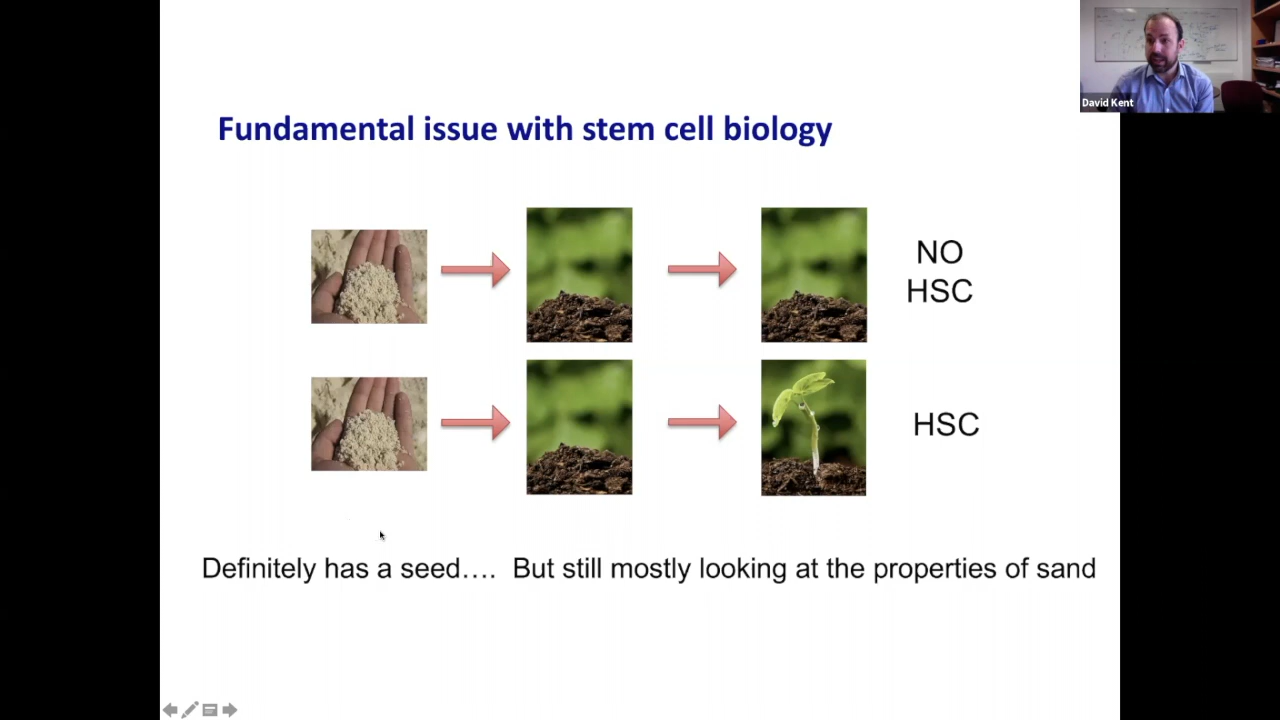 David Kent
Fundamental issue with stem cell biology
NO
HSC
HSC
Definitely has a seed…. But still mostly looking at the properties of sand